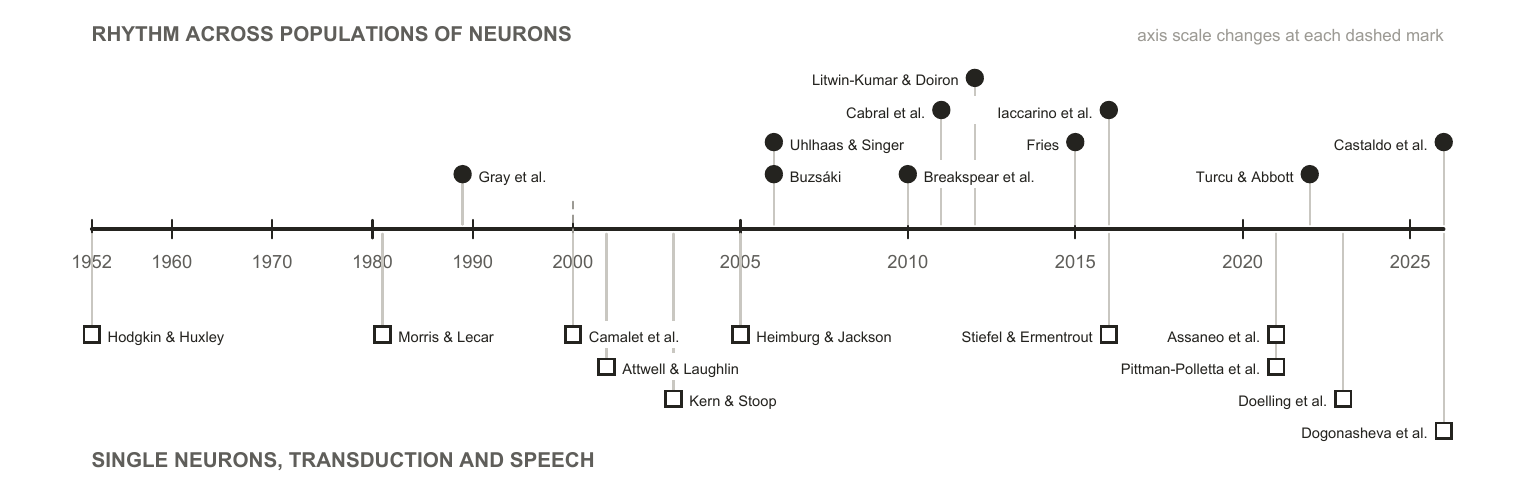 RHYTHM ACROSS POPULATIONS OF NEURONS
axis scale changes at each dashed mark
Litwin-Kumar & Doiron
Cabral et al.
Iaccarino et al.
Uhlhaas & Singer
Fries
Castaldo et al.
Gray et al.
Buzsáki
Breakspear et al.
Turcu & Abbott
1952 1960 1970 1980 1990 2000 2005 2010 2015 2020 2025
Hodgkin & Huxley
Morris & Lecar
Camalet et al.
Heimburg & Jackson
Stiefel & Ermentrout
Assaneo et al.
Attwell & Laughlin
Pittman-Polletta et al.
Kern & Stoop
Doelling et al.
Dogonasheva et al.
SINGLE NEURONS, TRANSDUCTION AND SPEECH